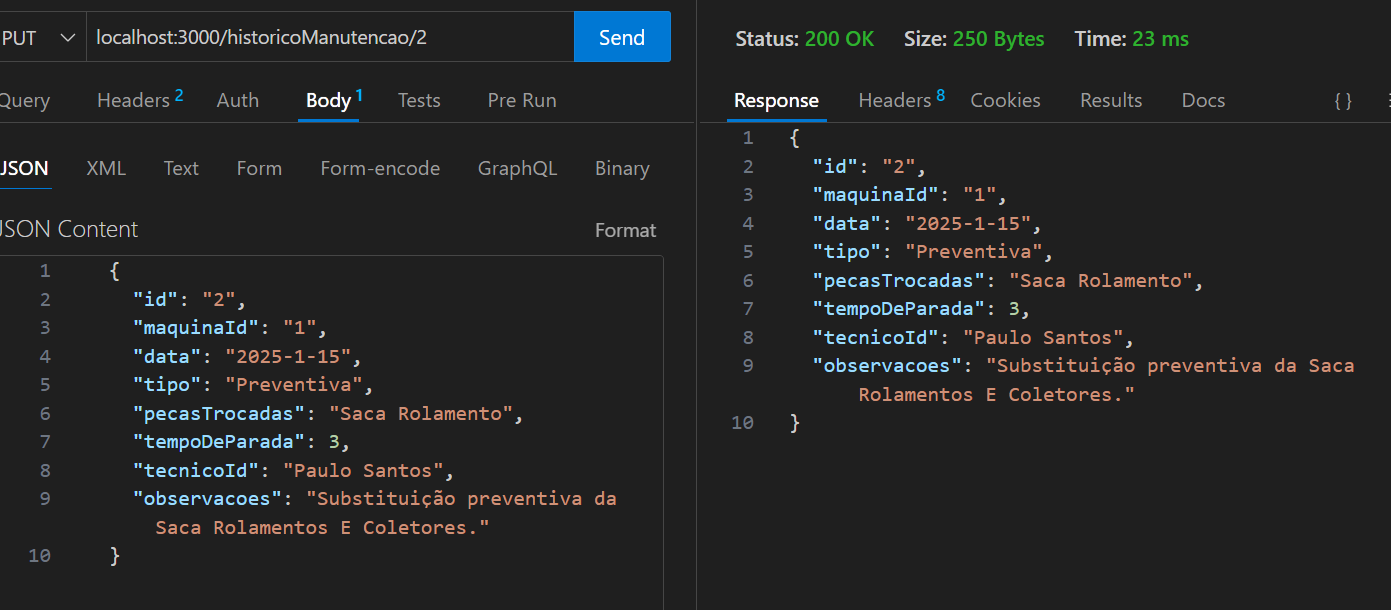 PUT localhost:3000/historicoManutencao/2 Send
Query Headers 2 Auth Body 1 Tests Pre Run
JSON XML Text Form Form-encode GraphQL Binary
JSON Content Format
1 {
2 "id": "2",
3 "maquinaId": "1",
4 "data": "2025-1-15",
5 "tipo": "Preventiva",
6 "pecasTrocadas": "Saca Rolamento",
7 "tempoDeParada": 3,
8 "tecnicoId": "Paulo Santos",
9 "observacoes": "Substituição preventiva da
Saca Rolamentos E Coletores."
10 }
Status: 200 OK Size: 250 Bytes Time: 23 ms
Response Headers 8 Cookies Results Docs { }
1 {
2 "id": "2",
3 "maquinaId": "1",
4 "data": "2025-1-15",
5 "tipo": "Preventiva",
6 "pecasTrocadas": "Saca Rolamento",
7 "tempoDeParada": 3,
8 "tecnicoId": "Paulo Santos",
9 "observacoes": "Substituição preventiva da Saca
Rolamentos E Coletores."
10 }